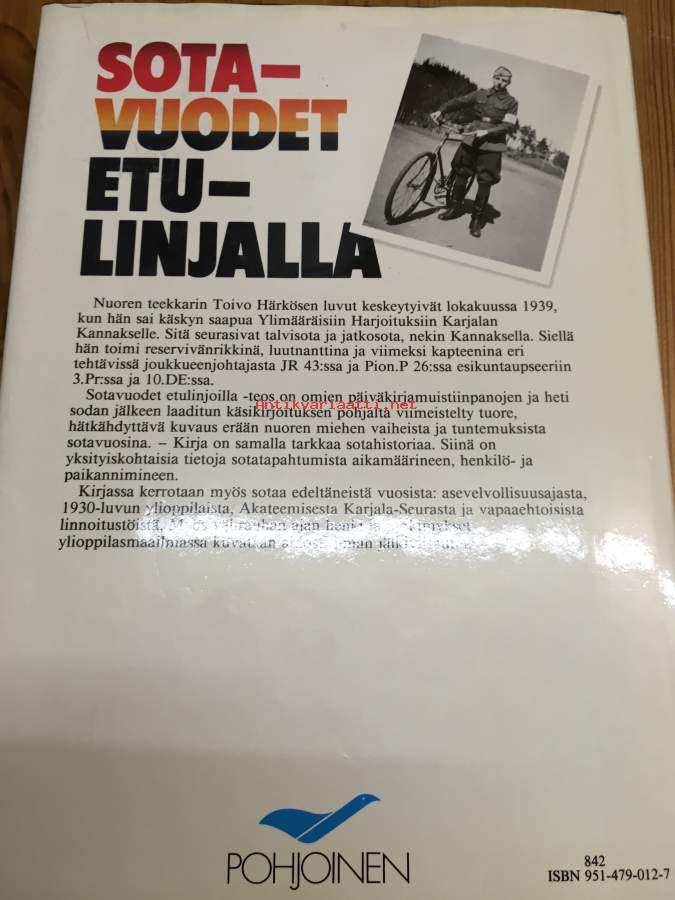 SOTA-
VUODET
ETU-
LINJALLA
Nuoren teekkarin Toivo Härkösen luvut keskeytyivät lokakuussa 1939,
kun hän sai käskyn saapua Ylimääräisiin Harjoituksiin Karjalan
Kannakselle. Sitä seurasivat talvisota ja jatkosota, nekin Kannaksella. Siellä
hän toimi reservivänrikkinä, luutnanttina ja viimeksi kapteenina eri
tehtävissä joukkueenjohtajasta JR 43:ssa ja Pion.P 26:ssa esikuntaupseeriin
3.Pr:ssa ja 10.DE:ssa.
Sotavuodet etulinjoilla -teos on omien päiväkirjamuistiinpanojen ja heti
sodan jälkeen laaditun käsikirjoituksen pohjalta viimeistelty tuore,
hätkähdyttävä kuvaus erään nuoren miehen vaiheista ja tuntemuksista
sotavuosina. – Kirja on samalla tarkkaa sotahistoriaa. Siinä on
yksityiskohtaisia tietoja sotatapahtumista aikamäärineen, henkilö- ja
paikannimineen.
Kirjassa kerrotaan myös sotaa edeltäneistä vuosista: asevelvollisuusajasta,
1930-luvun ylioppilaista, Akateemisesta Karjala-Seurasta ja vapaaehtoisista
linnoitustöistä. Myös välirauhan ajan
ylioppilasmaailmassa kuvataan
Antikvariaatti.net
POHJOINEN
842
ISBN 951-479-012-7